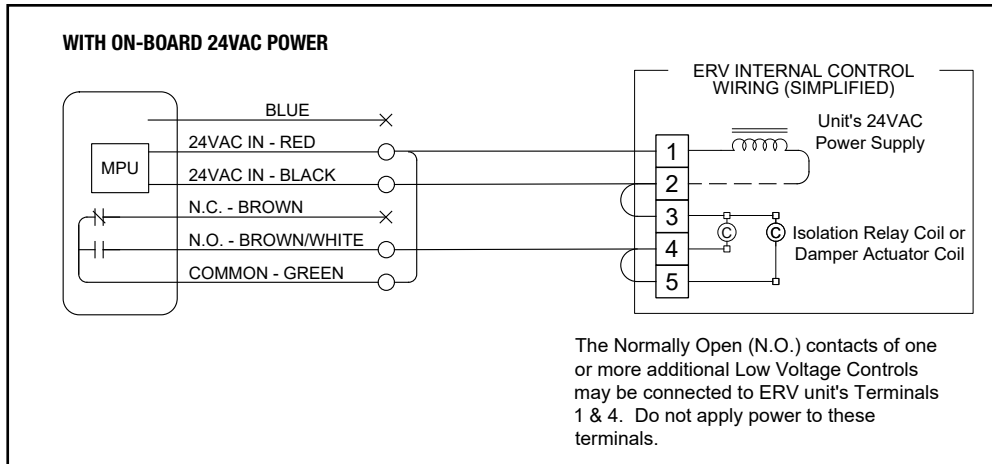 WITH ON-BOARD 24VAC POWER
ERV INTERNAL CONTROL
WIRING (SIMPLIFIED)
BLUE
24VAC IN - RED
MPU
24VAC IN - BLACK
N.C. - BROWN
N.O. - BROWN/WHITE
COMMON - GREEN
1
2
3
4
5
Unit's 24VAC
Power Supply
C
C
Isolation Relay Coil or
Damper Actuator Coil
The Normally Open (N.O.) contacts of one
or more additional Low Voltage Controls
may be connected to ERV unit's Terminals
1 & 4. Do not apply power to these
terminals.